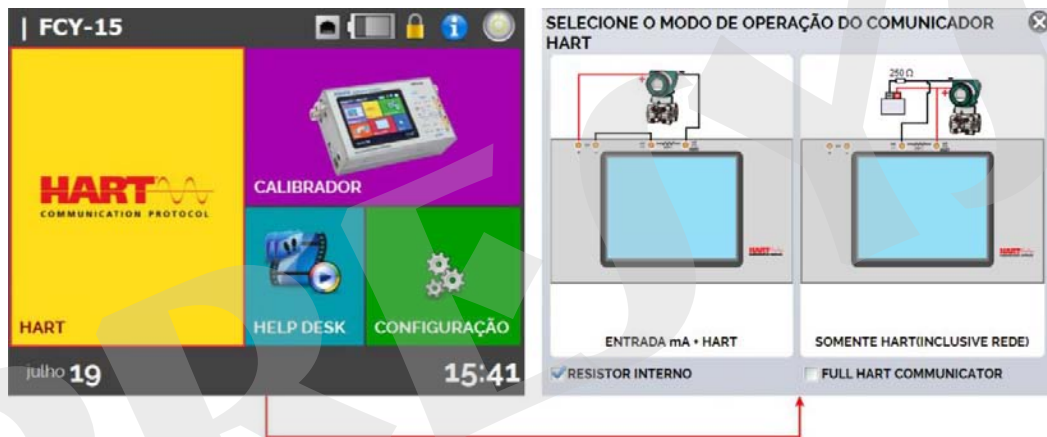 | FCY-15
HART
COMMUNICATION PROTOCOL
CALIBRADOR
HART
HELP DESK
CONFIGURAÇÃO
julho 19
15:41
SELECIONE O MODO DE OPERAÇÃO DO COMUNICADOR
HART
250 Ω
ENTRADA mA + HART
SOMENTE HART(INCLUSIVE REDE)
RESISTOR INTERNO
FULL HART COMMUNICATOR